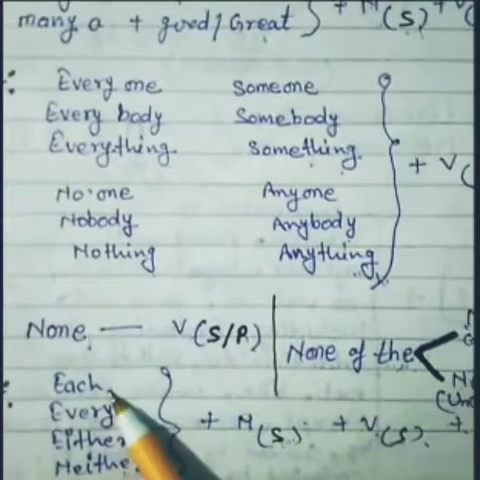 many a + good/Great } + N(S) + V(
Every one Someone
Every body Somebody
Everything Something
+ V(
No one Anyone
Nobody Anybody
Nothing Anything
None — V(S/P) | None of the <
Each
Every
Either + N(S) + V(S) +
Neithe